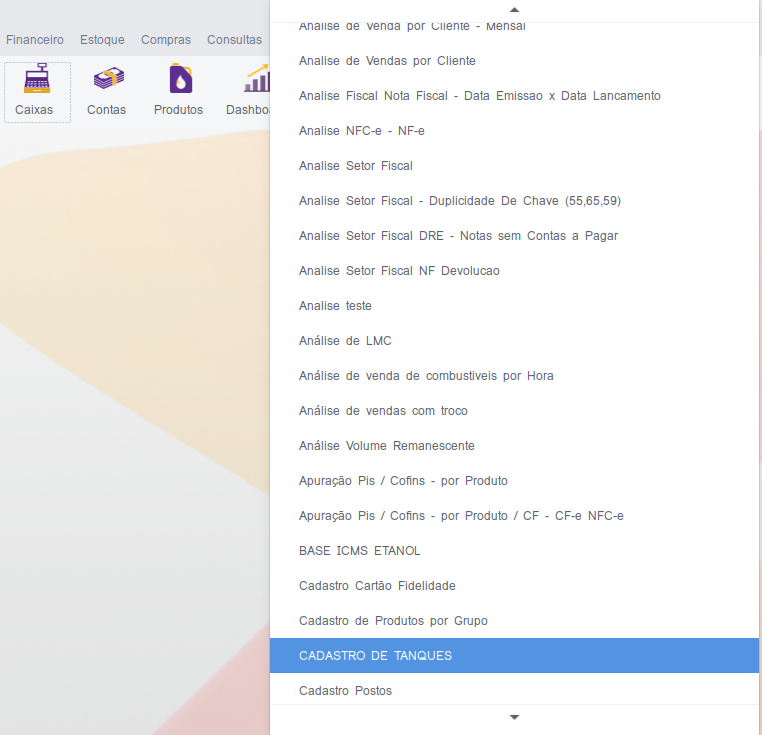 Financeiro Estoque Compras Consultas
Caixas Contas Produtos Dashbo
Analise de Venda por Cliente - Mensal
Analise de Vendas por Cliente
Analise Fiscal Nota Fiscal - Data Emissao x Data Lancamento
Analise NFC-e - NF-e
Analise Setor Fiscal
Analise Setor Fiscal - Duplicidade De Chave (55,65,59)
Analise Setor Fiscal DRE - Notas sem Contas a Pagar
Analise Setor Fiscal NF Devolucao
Analise teste
Análise de LMC
Análise de venda de combustiveis por Hora
Análise de vendas com troco
Análise Volume Remanescente
Apuração Pis / Cofins - por Produto
Apuração Pis / Cofins - por Produto / CF - CF-e NFC-e
BASE ICMS ETANOL
Cadastro Cartão Fidelidade
Cadastro de Produtos por Grupo
CADASTRO DE TANQUES
Cadastro Postos